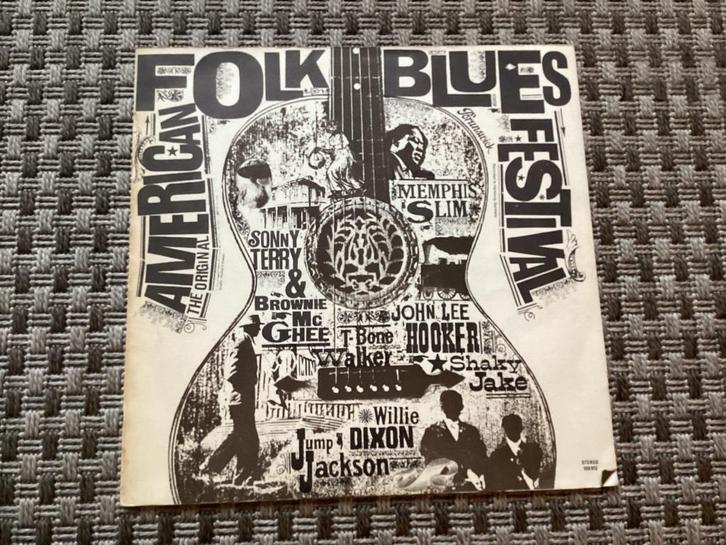 THE ORIGINAL
AMERICAN
FOLK BLUES
FESTIVAL
Brunswick
MEMPHIS
SLIM
SONNY
TERRY
&
BROWNIE
Mc
GHEE
JOHN LEE
HOOKER
T-Bone
Walker
Shaky
Jake
Willie
DIXON
Jump
Jackson
STEREO